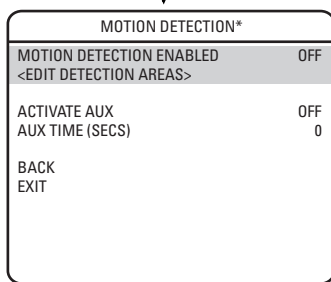 MOTION DETECTION*
MOTION DETECTION ENABLED OFF
<EDIT DETECTION AREAS>
ACTIVATE AUX OFF
AUX TIME (SECS) 0
BACK
EXIT